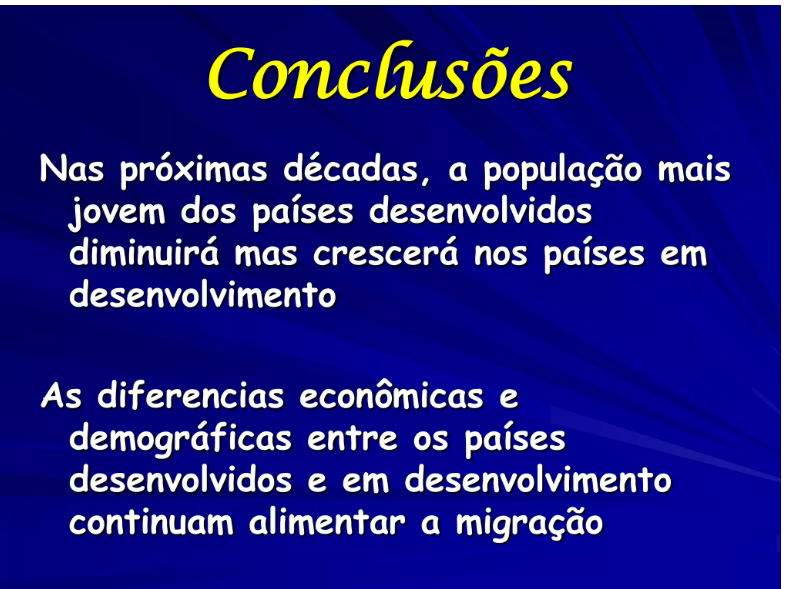 Conclusões
Nas próximas décadas, a população mais
jovem dos países desenvolvidos
diminuirá mas crescerá nos países em
desenvolvimento
As diferencias econômicas e
demográficas entre os países
desenvolvidos e em desenvolvimento
continuam alimentar a migração